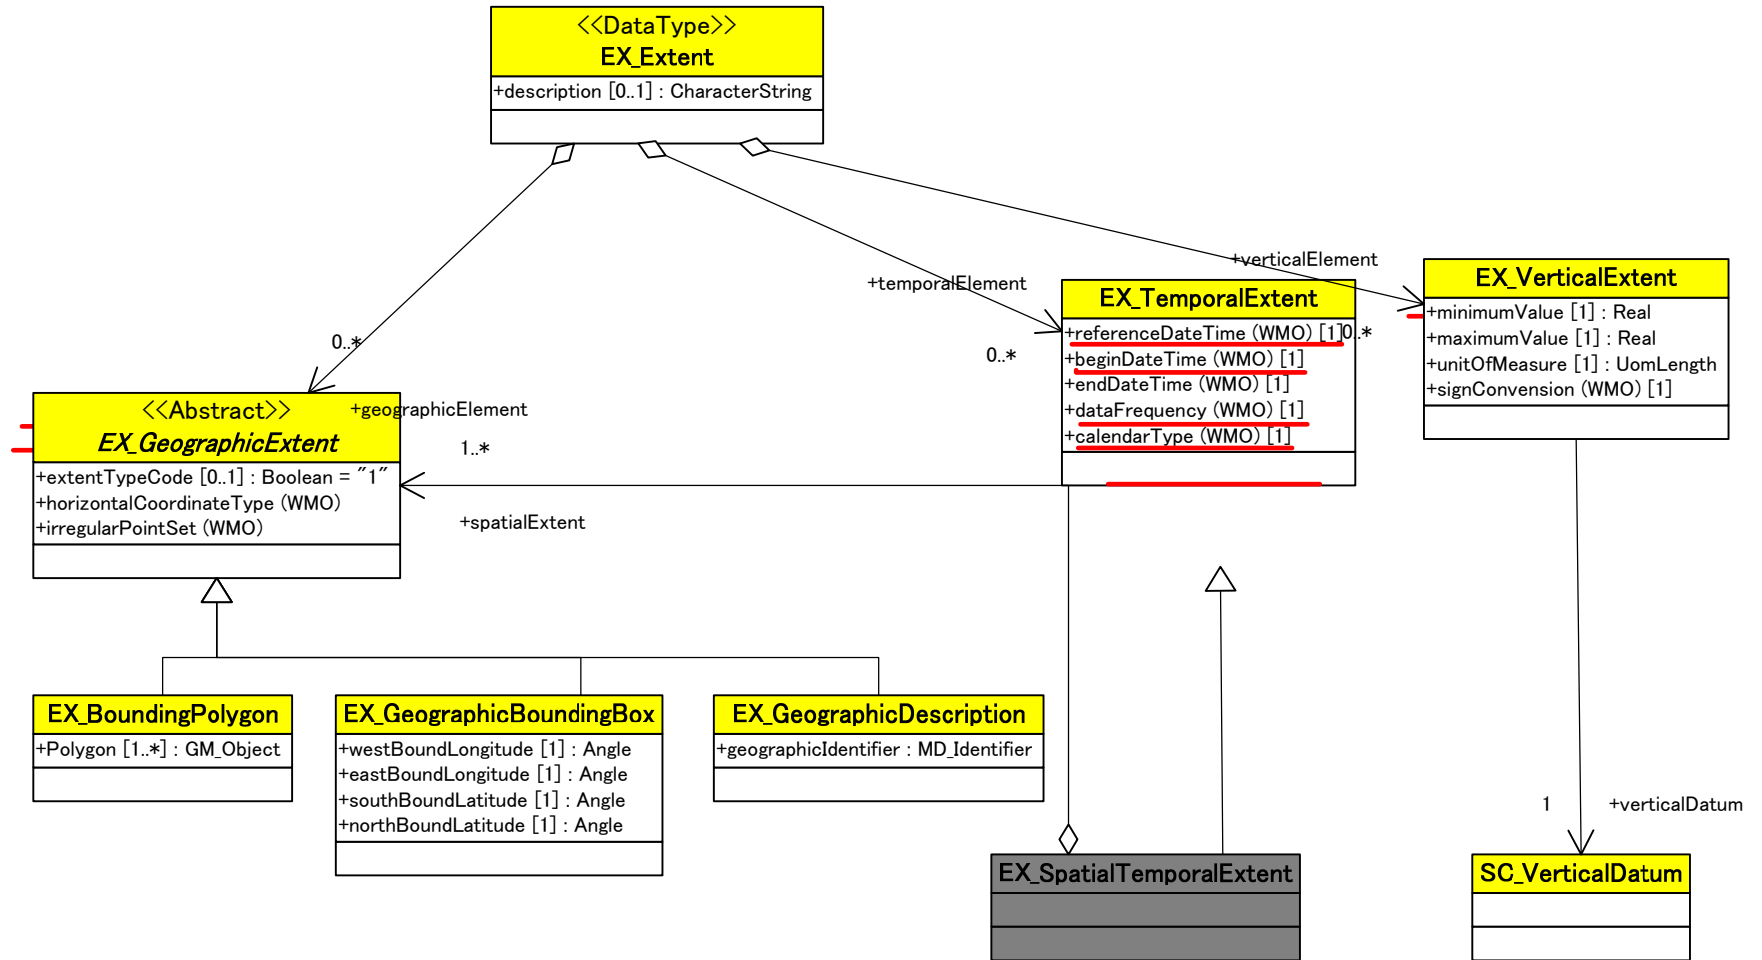 <<DataType>>
EX_Extent
+description [0..1] : CharacterString
+verticalElement
+temporalElement
EX_TemporalExtent
+referenceDateTime (WMO) [1]
+beginDateTime (WMO) [1]
+endDateTime (WMO) [1]
+dataFrequency (WMO) [1]
+calendarType (WMO) [1]
0..*
0..*
EX_VerticalExtent
+minimumValue [1] : Real
+maximumValue [1] : Real
+unitOfMeasure [1] : UomLength
+signConvension (WMO) [1]
0..*
<<Abstract>>
EX_GeographicExtent
+extentTypeCode [0..1] : Boolean = "1"
+horizontalCoordinateType (WMO)
+irregularPointSet (WMO)
+geographicElement
1..*
+spatialExtent
EX_BoundingPolygon
+Polygon [1..*] : GM_Object
EX_GeographicBoundingBox
+westBoundLongitude [1] : Angle
+eastBoundLongitude [1] : Angle
+southBoundLatitude [1] : Angle
+northBoundLatitude [1] : Angle
EX_GeographicDescription
+geographicIdentifier : MD_Identifier
1
+verticalDatum
EX_SpatialTemporalExtent
SC_VerticalDatum